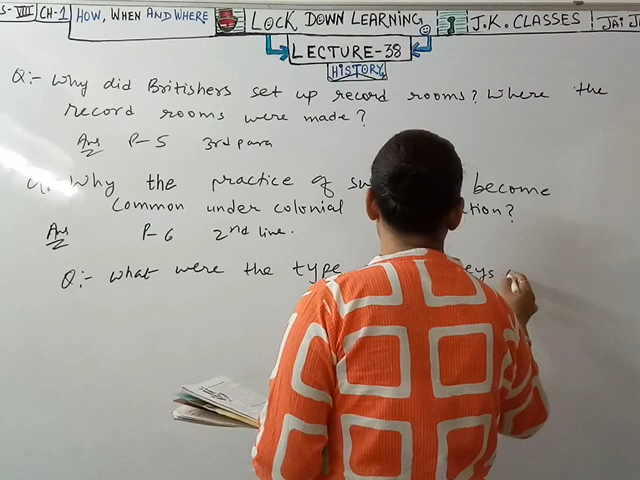 S-VIII CH-1 HOW, WHEN AND WHERE LOCK DOWN LEARNING J.K. CLASSES JAI
LECTURE-38
HISTORY
Q:- Why did Britishers set up record rooms? Where the
record rooms were made?
Ans P-5 3rd para
Q:- Why the practice of become
Common under colonial
Ans P-6 2nd line.
Q:- What were the type